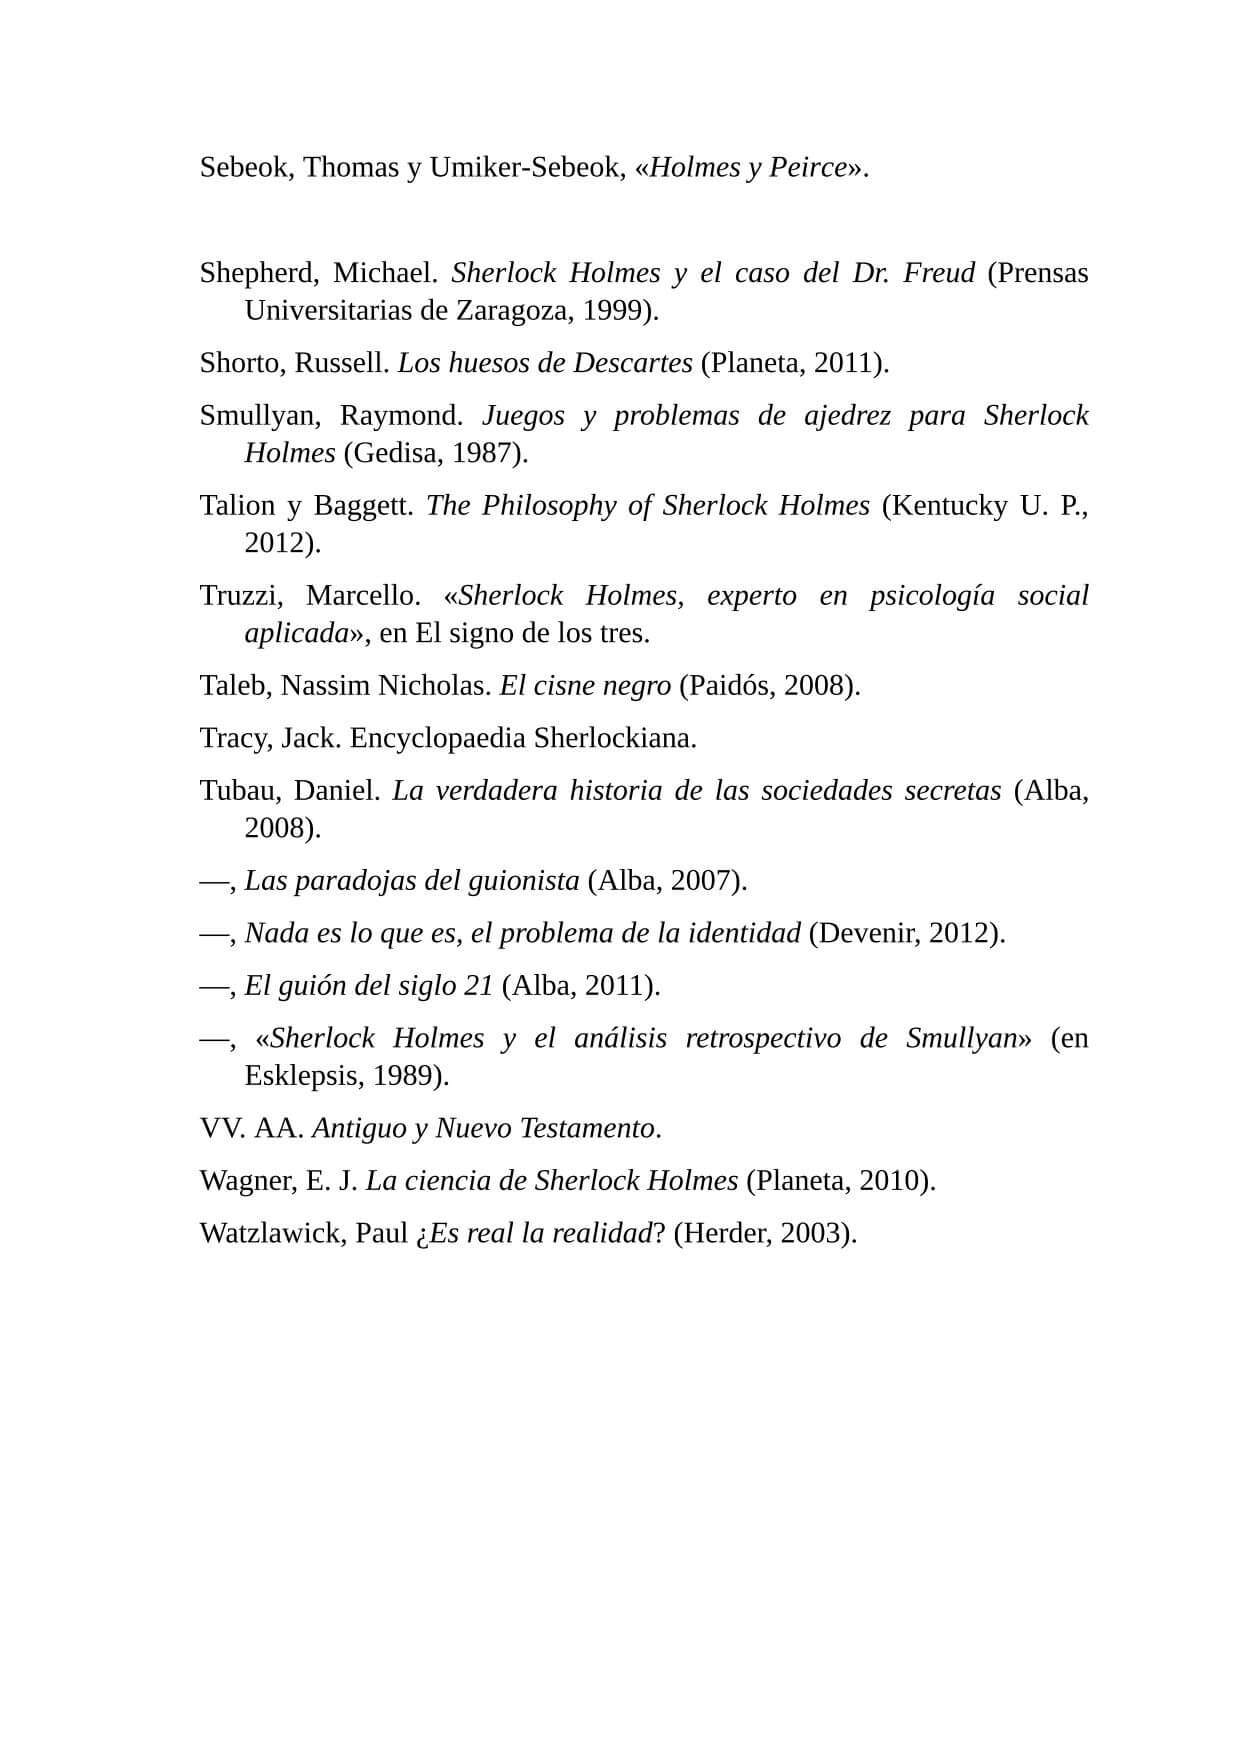 Sebeok, Thomas y Umiker-Sebeok, «Holmes y Peirce».
Shepherd, Michael. Sherlock Holmes y el caso del Dr. Freud (Prensas
Universitarias de Zaragoza, 1999).
Shorto, Russell. Los huesos de Descartes (Planeta, 2011).
Smullyan, Raymond. Juegos y problemas de ajedrez para Sherlock
Holmes (Gedisa, 1987).
Talion y Baggett. The Philosophy of Sherlock Holmes (Kentucky U. P.,
2012).
Truzzi, Marcello. «Sherlock Holmes, experto en psicología social
aplicada», en El signo de los tres.
Taleb, Nassim Nicholas. El cisne negro (Paidós, 2008).
Tracy, Jack. Encyclopaedia Sherlockiana.
Tubau, Daniel. La verdadera historia de las sociedades secretas (Alba,
2008).
—, Las paradojas del guionista (Alba, 2007).
—, Nada es lo que es, el problema de la identidad (Devenir, 2012).
—, El guión del siglo 21 (Alba, 2011).
—, «Sherlock Holmes y el análisis retrospectivo de Smullyan» (en
Esklepsis, 1989).
VV. AA. Antiguo y Nuevo Testamento.
Wagner, E. J. La ciencia de Sherlock Holmes (Planeta, 2010).
Watzlawick, Paul ¿Es real la realidad? (Herder, 2003).